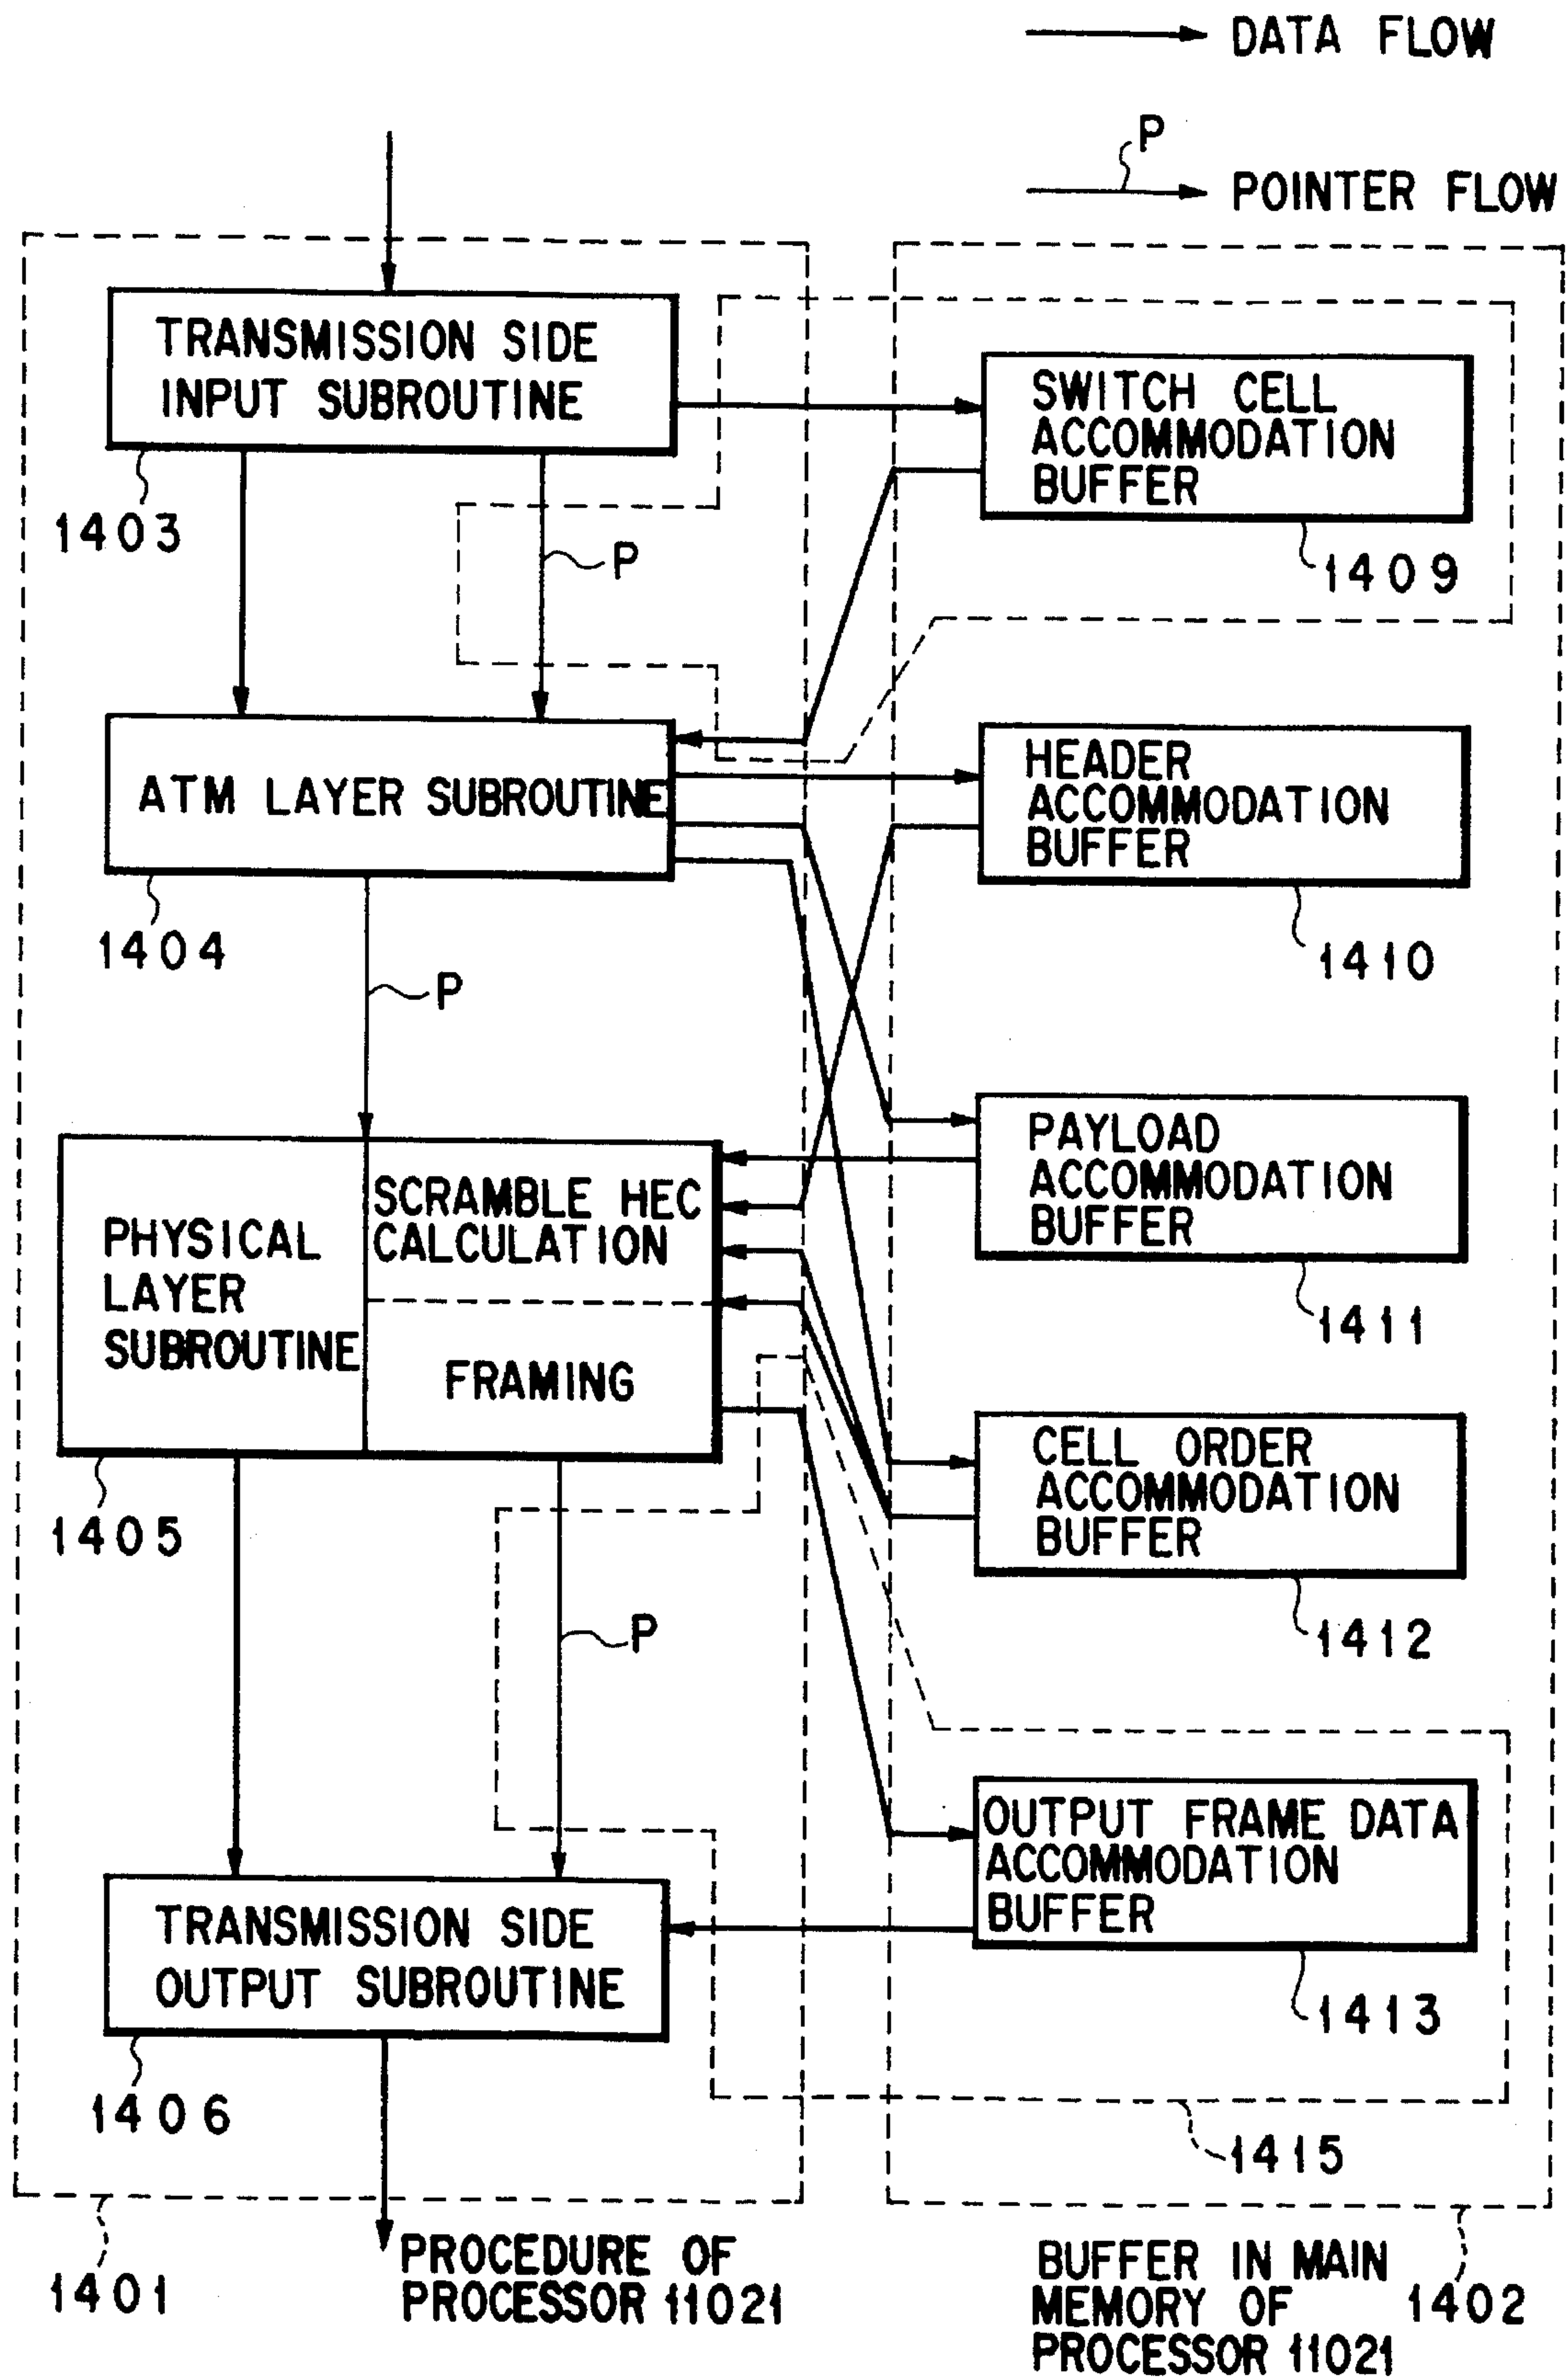 DATA FLOW
P
POINTER FLOW
TRANSMISSION SIDE
INPUT SUBROUTINE
1403
P
SWITCH CELL
ACCOMMODATION
BUFFER
1409
ATM LAYER SUBROUTINE
1404
P
HEADER
ACCOMMODATION
BUFFER
1410
PAYLOAD
ACCOMMODATION
BUFFER
1411
PHYSICAL
LAYER
SUBROUTINE
SCRAMBLE HEC
CALCULATION
FRAMING
1405
P
CELL ORDER
ACCOMMODATION
BUFFER
1412
OUTPUT FRAME DATA
ACCOMMODATION
BUFFER
1413
TRANSMISSION SIDE
OUTPUT SUBROUTINE
1406
1415
1401
PROCEDURE OF
PROCESSOR 11021
BUFFER IN MAIN
MEMORY OF
PROCESSOR 11021
1402